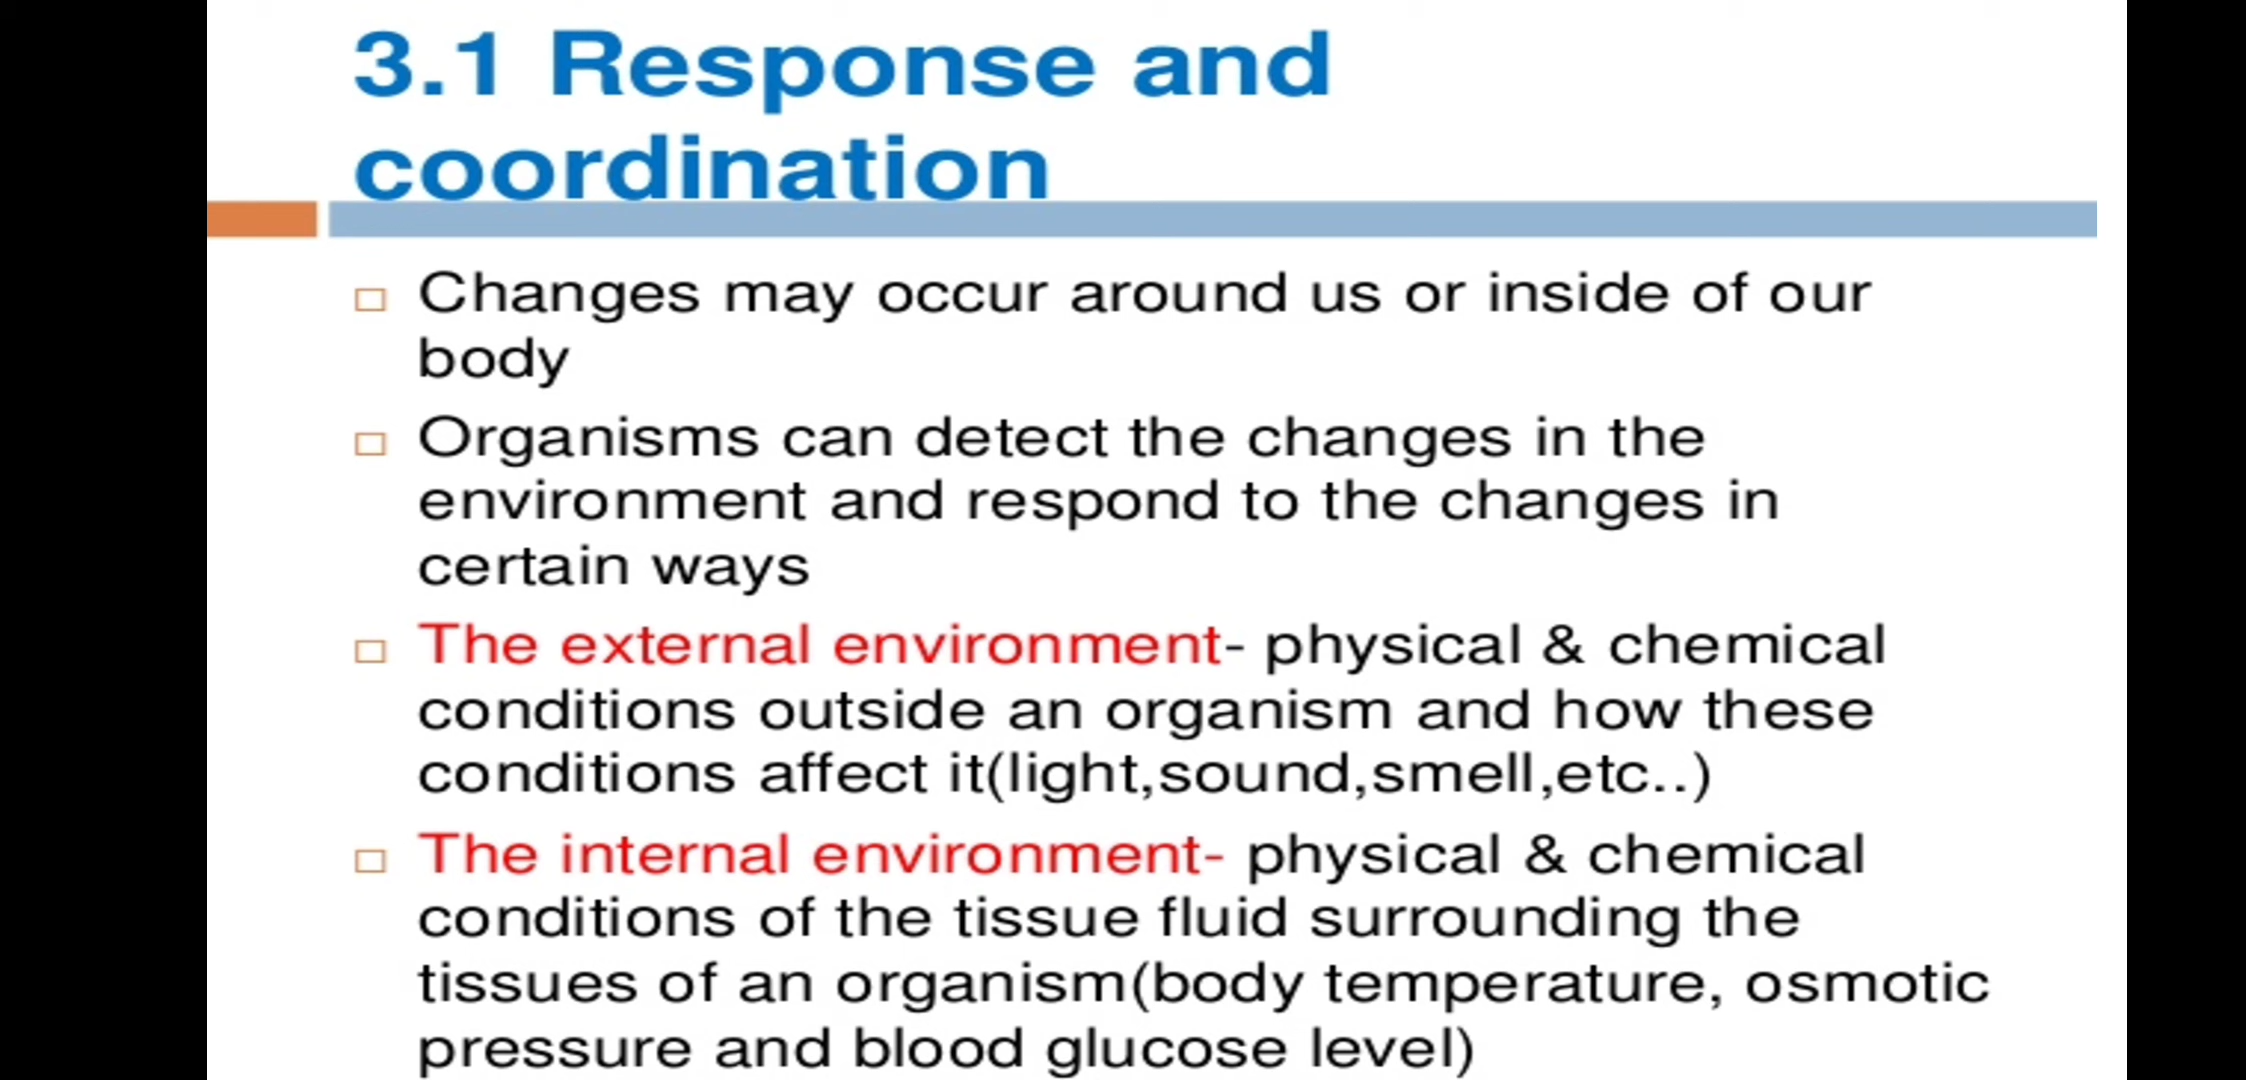 3.1 Response and
coordination
Changes may occur around us or inside of our
body
Organisms can detect the changes in the
environment and respond to the changes in
certain ways
The external environment- physical & chemical
conditions outside an organism and how these
conditions affect it(light,sound,smell,etc..)
The internal environment- physical & chemical
conditions of the tissue fluid surrounding the
tissues of an organism(body temperature, osmotic
pressure and blood glucose level)